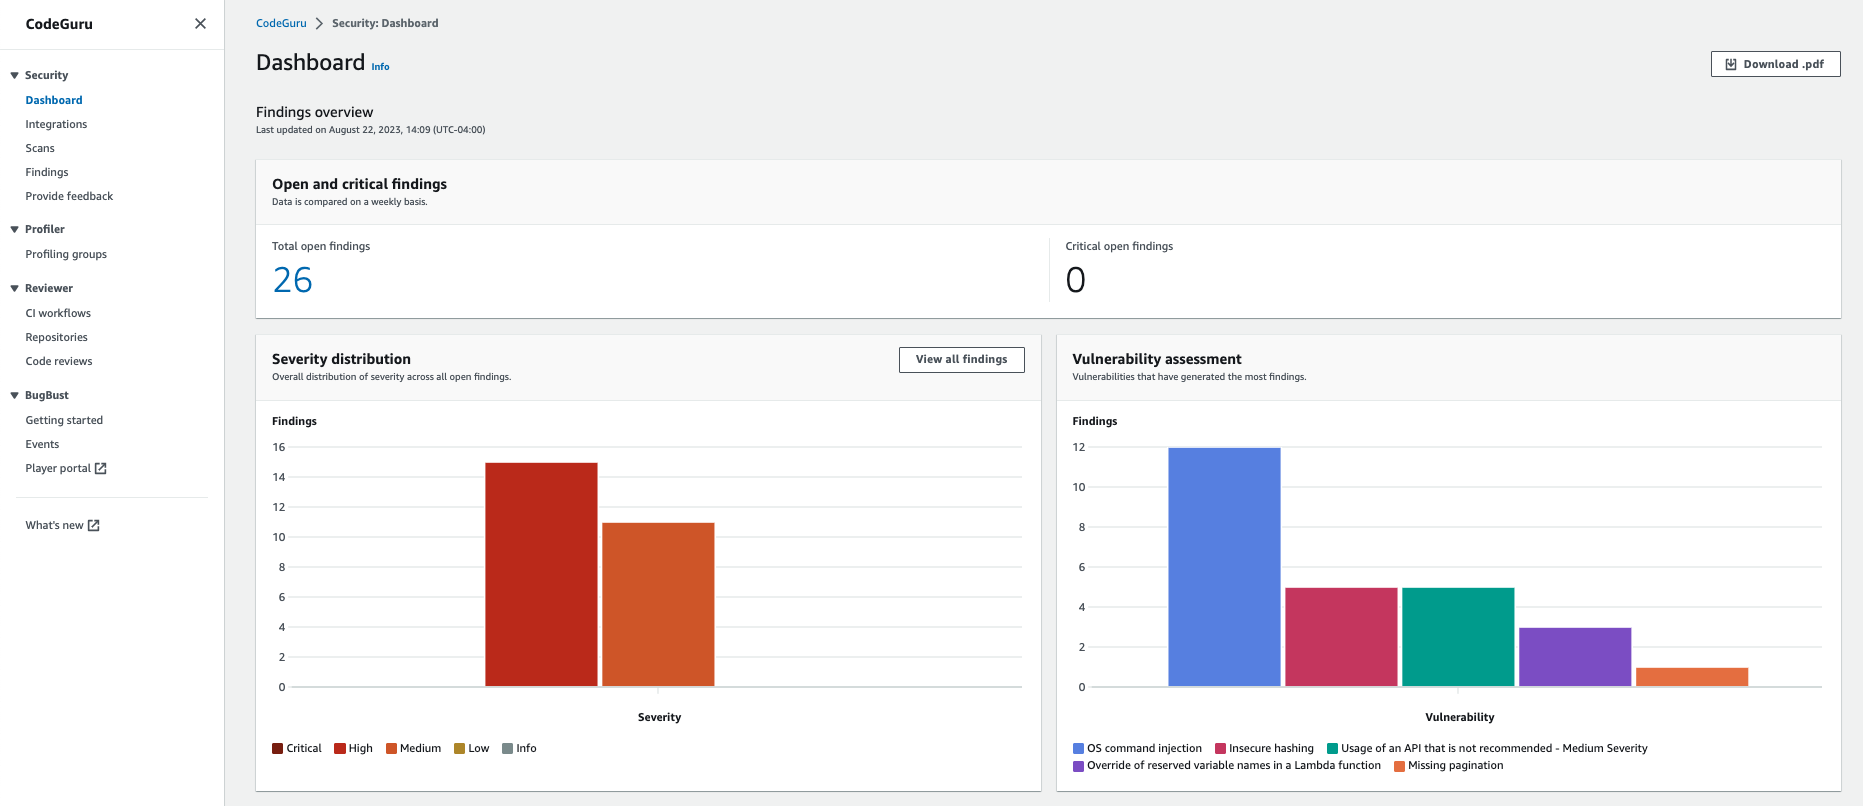 CodeGuru
Security
Dashboard
Integrations
Scans
Findings
Provide feedback
Profiler
Profiling groups
Reviewer
CI workflows
Repositories
Code reviews
BugBust
Getting started
Events
Player portal
What's new
CodeGuru > Security: Dashboard
Dashboard Info
Download .pdf
Findings overview
Last updated on August 22, 2023, 14:09 (UTC-04:00)
Open and critical findings
Data is compared on a weekly basis.
Total open findings
26
Critical open findings
0
Severity distribution
Overall distribution of severity across all open findings.
View all findings
Findings
16
14
12
10
8
6
4
2
0
Severity
Critical High Medium Low Info
Vulnerability assessment
Vulnerabilities that have generated the most findings.
Findings
12
10
8
6
4
2
0
Vulnerability
OS command injection Insecure hashing Usage of an API that is not recommended - Medium Severity
Override of reserved variable names in a Lambda function Missing pagination